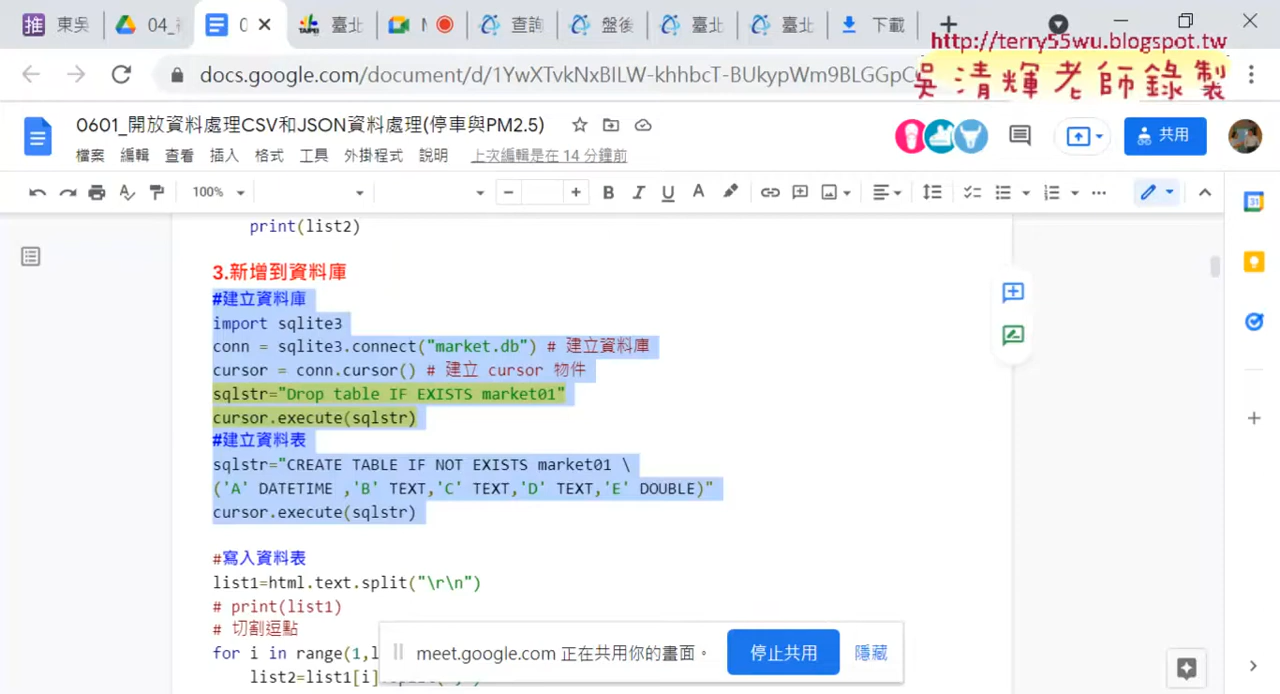 推 東吳
04_
0
臺北
查詢
盤後
臺北
臺北
下載
http://terry55wu.blogspot.tw
docs.google.com/document/d/1YwXTvkNxBILW-khhbcT-BUkypWm9BLGGpC
吳清輝老師錄製
0601_開放資料處理CSV和JSON資料處理(停車與PM2.5)
共用
檔案 編輯 查看 插入 格式 工具 外掛程式 說明 上次編輯是在 14 分鐘前
100%
print(list2)
3.新增到資料庫
#建立資料庫
import sqlite3
conn = sqlite3.connect("market.db") # 建立資料庫
cursor = conn.cursor() # 建立 cursor 物件
sqlstr="Drop table IF EXISTS market01"
cursor.execute(sqlstr)
#建立資料表
sqlstr="CREATE TABLE IF NOT EXISTS market01 \
('A' DATETIME ,'B' TEXT,'C' TEXT,'D' TEXT,'E' DOUBLE)"
cursor.execute(sqlstr)
#寫入資料表
list1=html.text.split("\r\n")
# print(list1)
# 切割逗點
for i in range(1,l
list2=list1[i]
meet.google.com 正在共用你的畫面。
停止共用
隱藏